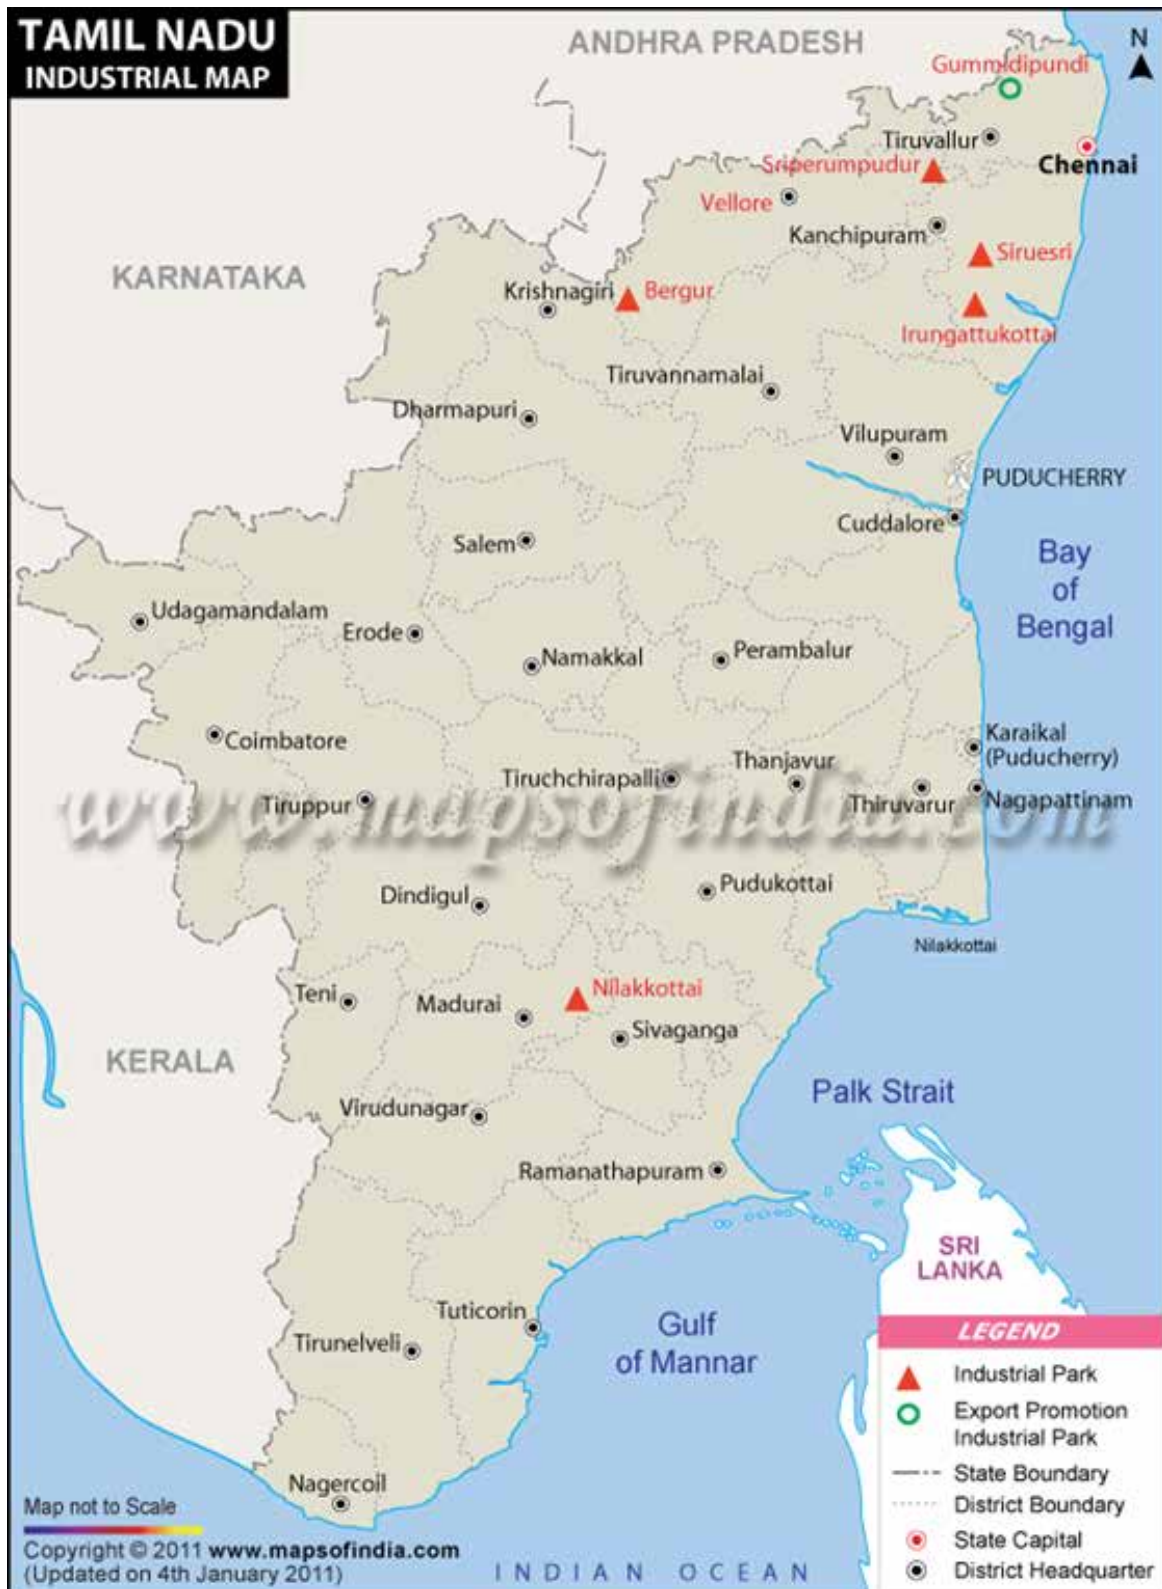 TAMIL NADU
INDUSTRIAL MAP
ANDHRA PRADESH
N
Gummidipundi
Tiruvallur
Chennai
Sriperumpudur
Vellore
Kanchipuram
Siruesri
KARNATAKA
Krishnagiri
Bergur
Irungattukottai
Tiruvannamalai
Dharmapuri
Vilupuram
PUDUCHERRY
Cuddalore
Salem
Bay
of
Bengal
Udagamandalam
Erode
Namakkal
Perambalur
Coimbatore
Karaikal
(Puducherry)
Thanjavur
Tiruchchirapalli
Tiruppur
Thiruvarur
Nagapattinam
www.mapsofindia.com
Dindigul
Pudukottai
Nilakkottai
Teni
Madurai
Nilakkottai
Sivaganga
KERALA
Palk Strait
Virudunagar
Ramanathapuram
SRI
LANKA
Tuticorin
Tirunelveli
Gulf
of Mannar
Nagercoil
LEGEND
Industrial Park
Export Promotion
Industrial Park
State Boundary
District Boundary
State Capital
District Headquarter
Map not to Scale
Copyright © 2011 www.mapsofindia.com
(Updated on 4th January 2011)
INDIAN OCEAN